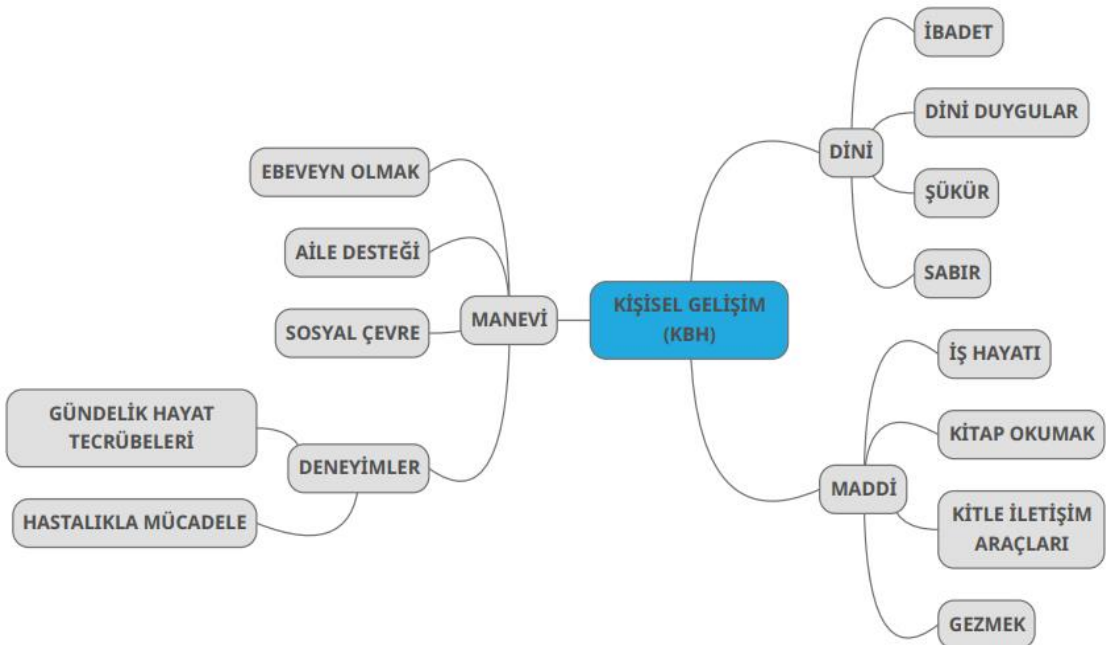 İBADET
DİNİ DUYGULAR
DİNİ
ŞÜKÜR
SABIR
EBEVEYN OLMAK
AİLE DESTEĞİ
SOSYAL ÇEVRE
MANEVİ
GÜNDELİK HAYAT
TECRÜBELERİ
DENEYİMLER
HASTALIKLA MÜCADELE
KİŞİSEL GELİŞİM
(KBH)
İŞ HAYATI
KİTAP OKUMAK
MADDİ
KİTLE İLETİŞİM
ARAÇLARI
GEZMEK